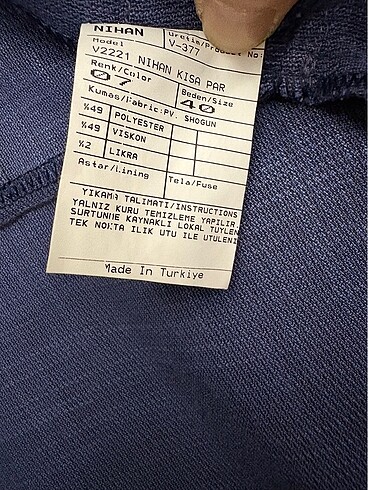 NIHAN
Uretim/Product No:
Model
V-377
V2221 NIHAN KISA PAR
Renk/Color
07
Beden/Size
40
Kumas/Fabric:PV. SHOGUN
%49 POLYESTER
%49 VISKON
%2 LIKRA
Astar/Lining
Tela/Fuse
YIKAMA TALIMATI/INSTRUCTIONS
YALNIZ KURU TEMIZLEME YAPILIR
SURTUNME KAYNAKLI LOKAL TUYLEN
TEK NOKTA ILIK UTU ILE UTULENI
Made In Turkiye